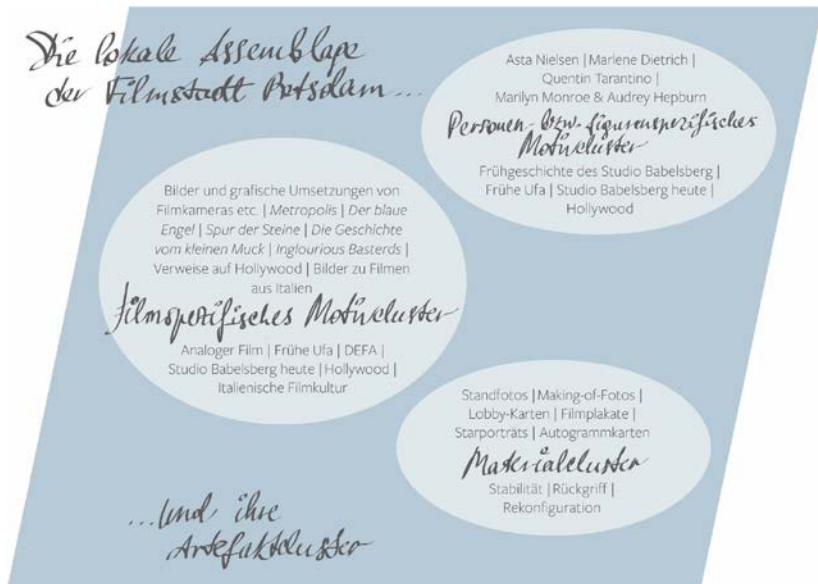 Die lokale Assemblage
der Filmstadt Potsdam...
Asta Nielsen | Marlene Dietrich |
Quentin Tarantino |
Marilyn Monroe & Audrey Hepburn
Personen- bzw. figurenspezifisches
Motivcluster
Frühgeschichte des Studio Babelsberg |
Frühe Ufa | Studio Babelsberg heute |
Hollywood
Bilder und grafische Umsetzungen von
Filmkameras etc. | Metropolis | Der blaue
Engel | Spur der Steine | Die Geschichte
vom kleinen Muck | Inglourious Basterds |
Verweise auf Hollywood | Bilder zu Filmen
aus Italien
Filmspezifisches Motivcluster
Analoger Film | Frühe Ufa | DEFA |
Studio Babelsberg heute | Hollywood |
Italienische Filmkultur
Standfotos | Making-of-Fotos |
Lobby-Karten | Filmplakate |
Starporträts | Autogrammkarten
Materialcluster
Stabilität | Rückgriff |
Rekonfiguration
...und ihre
Artefaktcluster